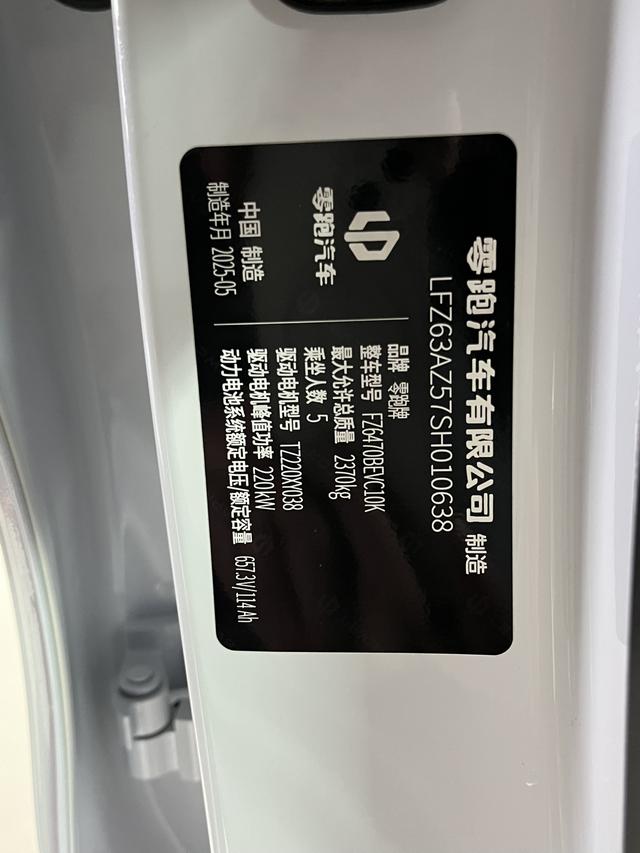 零跑汽车有限公司 制造
LFZ63AZ57SH010638
零跑汽车
中国 制造
制造年月 2025-05
品牌 零跑牌
整车型号 FZ6470BEVC10K
最大允许总质量 2370kg
乘坐人数 5
驱动电机型号 TZ220XY038
驱动电机峰值功率 220kW
动力电池系统额定电压/额定容量 657.3V/114Ah